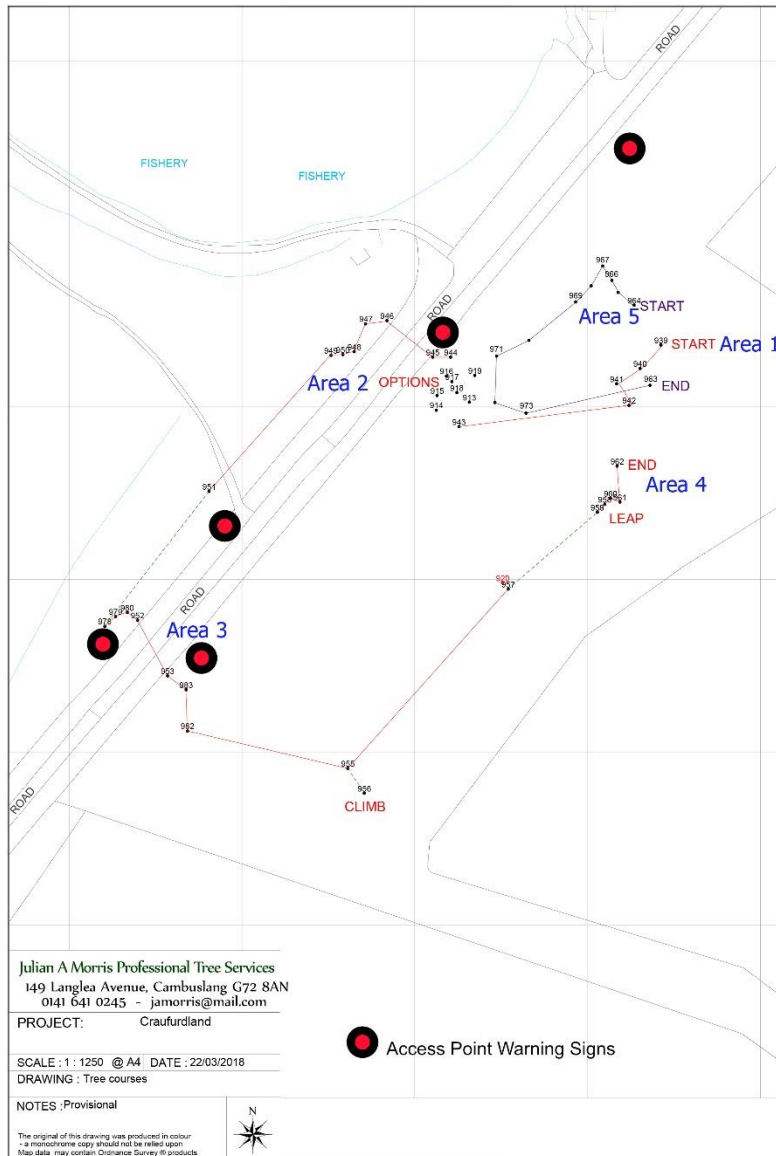 ROAD
FISHERY
FISHERY
967
966
ROAD
969
964
START
947
946
Area 5
939
START
Area 1
945
944
971
949
950
948
940
Area 2
OPTIONS
916
919
917
941
963
END
915
918
913
942
914
973
943
962
END
951
Area 4
960
961
LEAP
920
957
ROAD
979
980
978
952
Area 3
953
983
982
955
956
CLIMB
ROAD
Julian A Morris Professional Tree Services
149 Langlea Avenue, Cambuslang G72 8AN
0141 641 0245 - jamorris@mail.com
PROJECT: Craufurdland
SCALE : 1 : 1250 @ A4 DATE : 22/03/2018
DRAWING : Tree courses
NOTES : Provisional
N
The original of this drawing was produced in colour
- a monochrome copy should not be relied upon
Map data may contain Ordnance Survey ® products
Access Point Warning Signs